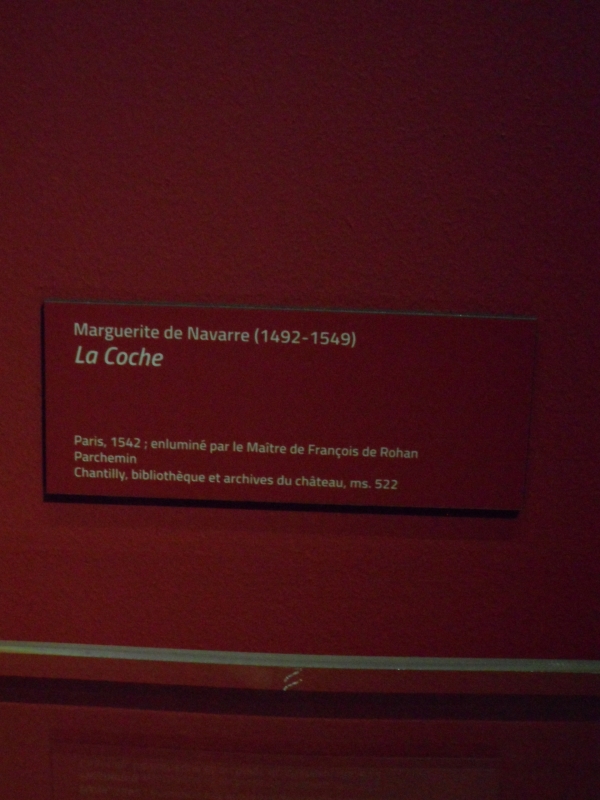 Marguerite de Navarre (1492-1549)
La Coche
Paris, 1542 ; enluminé par le Maître de François de Rohan
Parchemin
Chantilly, bibliothèque et archives du château, ms. 522